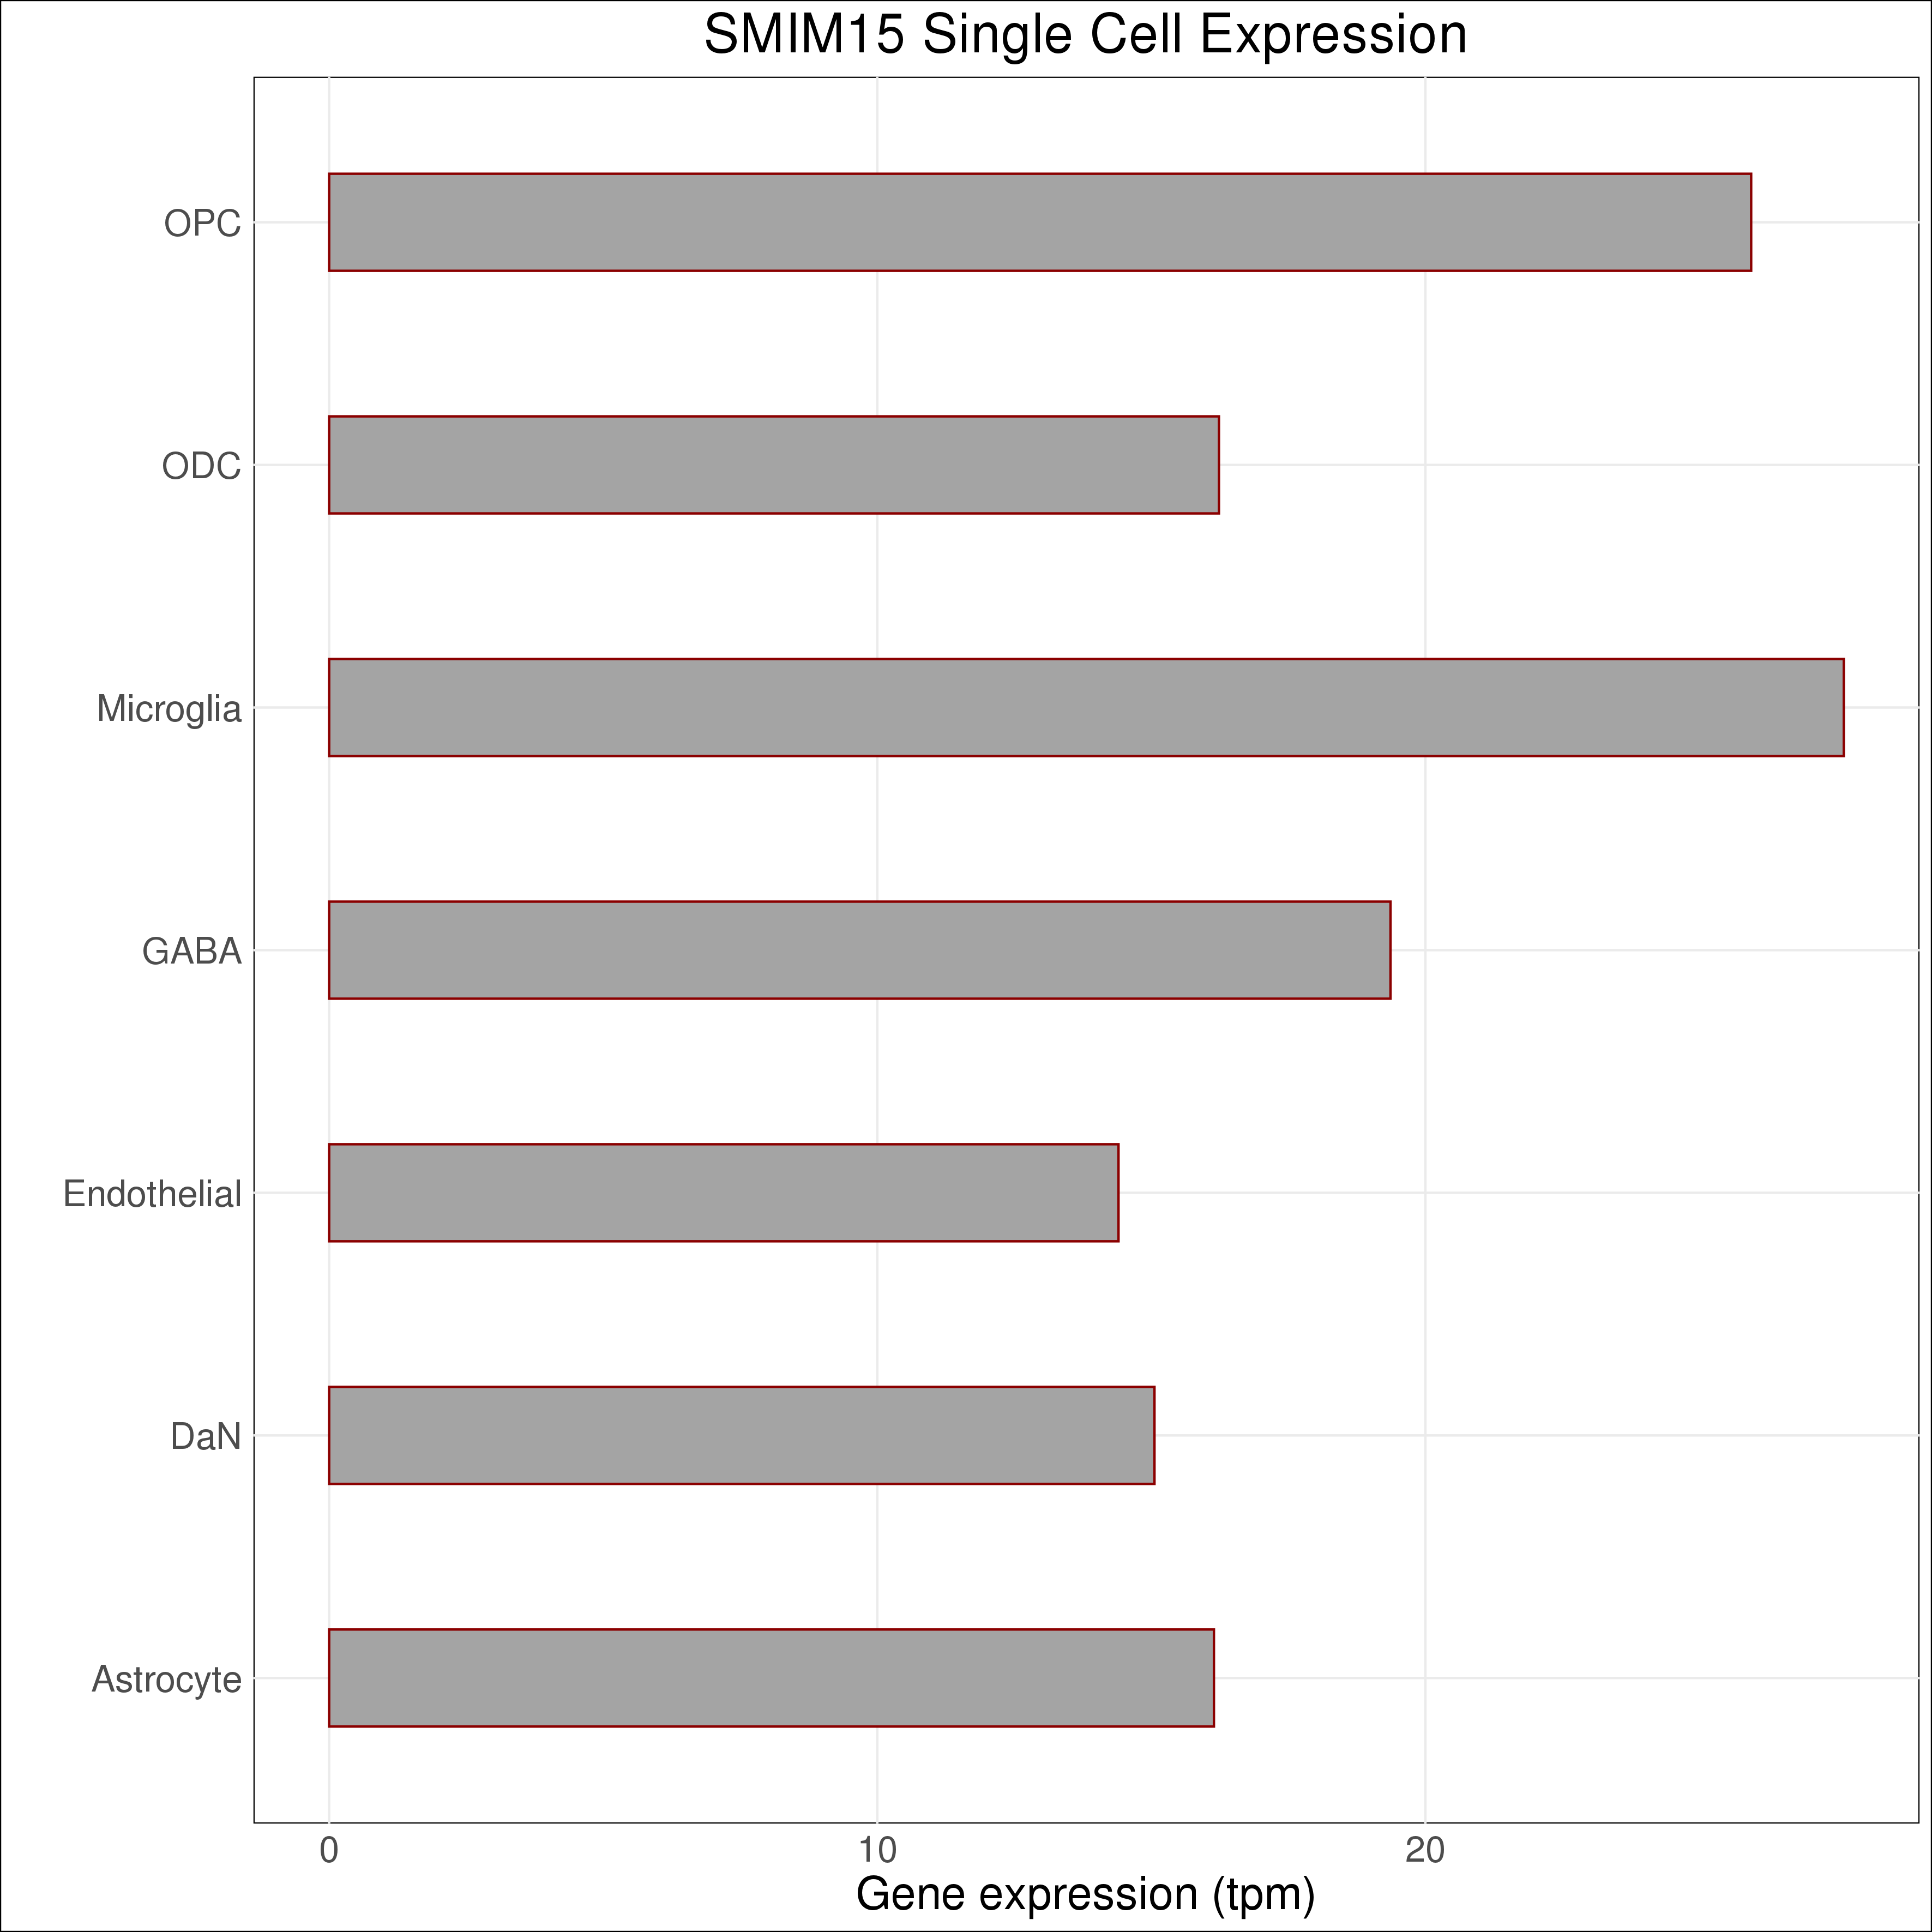 SMIM15 Single Cell Expression
OPC
ODC
Microglia
GABA
Endothelial
DaN
Astrocyte
0 10 20
Gene expression (tpm)